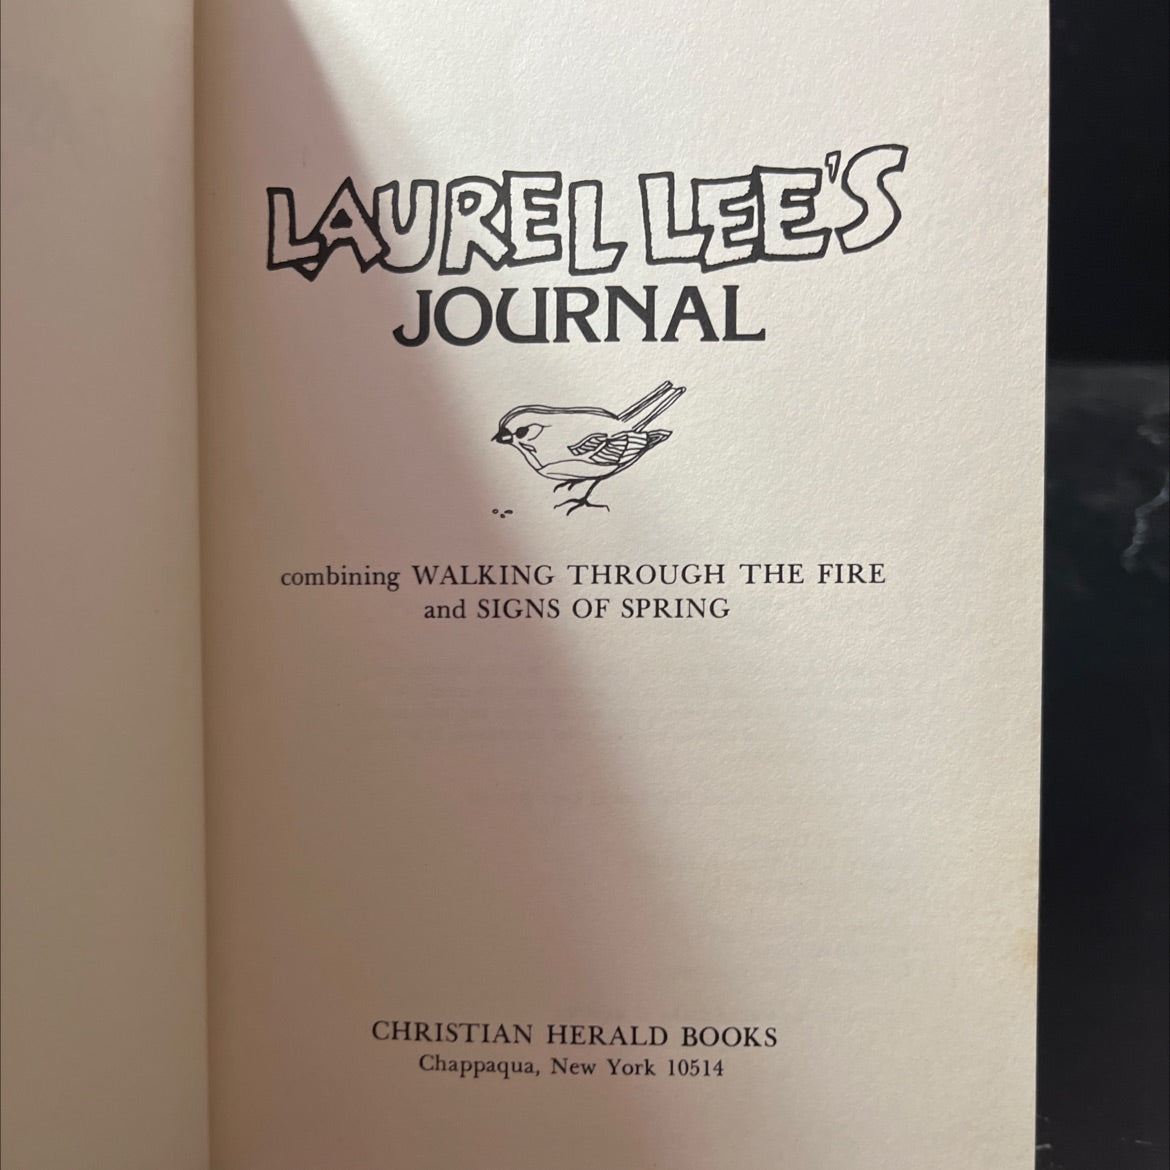 LAUREL LEE'S
JOURNAL
combining WALKING THROUGH THE FIRE
and SIGNS OF SPRING
CHRISTIAN HERALD BOOKS
Chappaqua, New York 10514